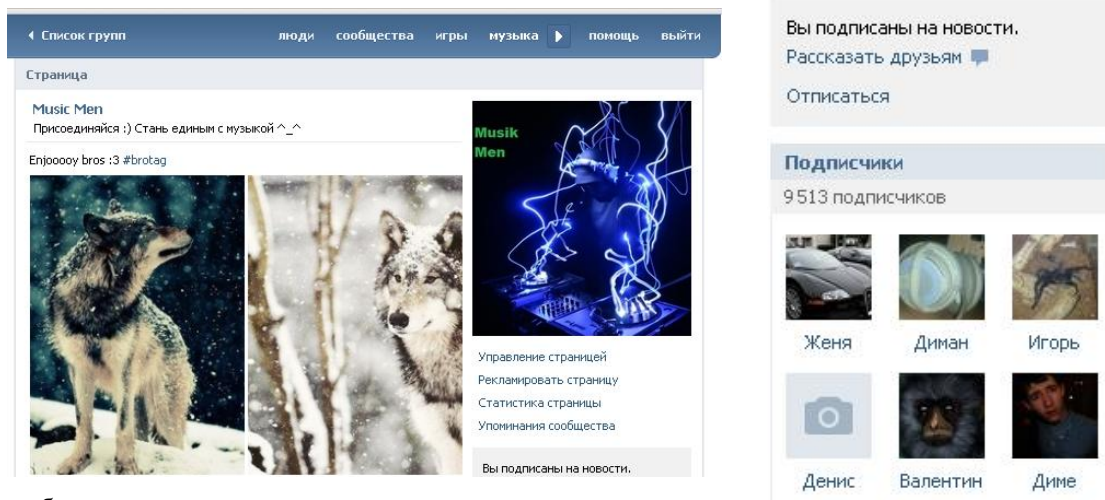 Список групп люди сообщества игры музыка помощь выйти
Страница
Music Men
Присоединяйся :) Стань единым с музыкой ^_^
Enjooooy bros :3 #brotag
Musik
Men
Управление страницей
Рекламировать страницу
Статистика страницы
Упоминания сообщества
Вы подписаны на новости.
Вы подписаны на новости.
Рассказать друзьям
Отписаться
Подписчики
9 513 подписчиков
Женя Диман Игорь
Денис Валентин Диме